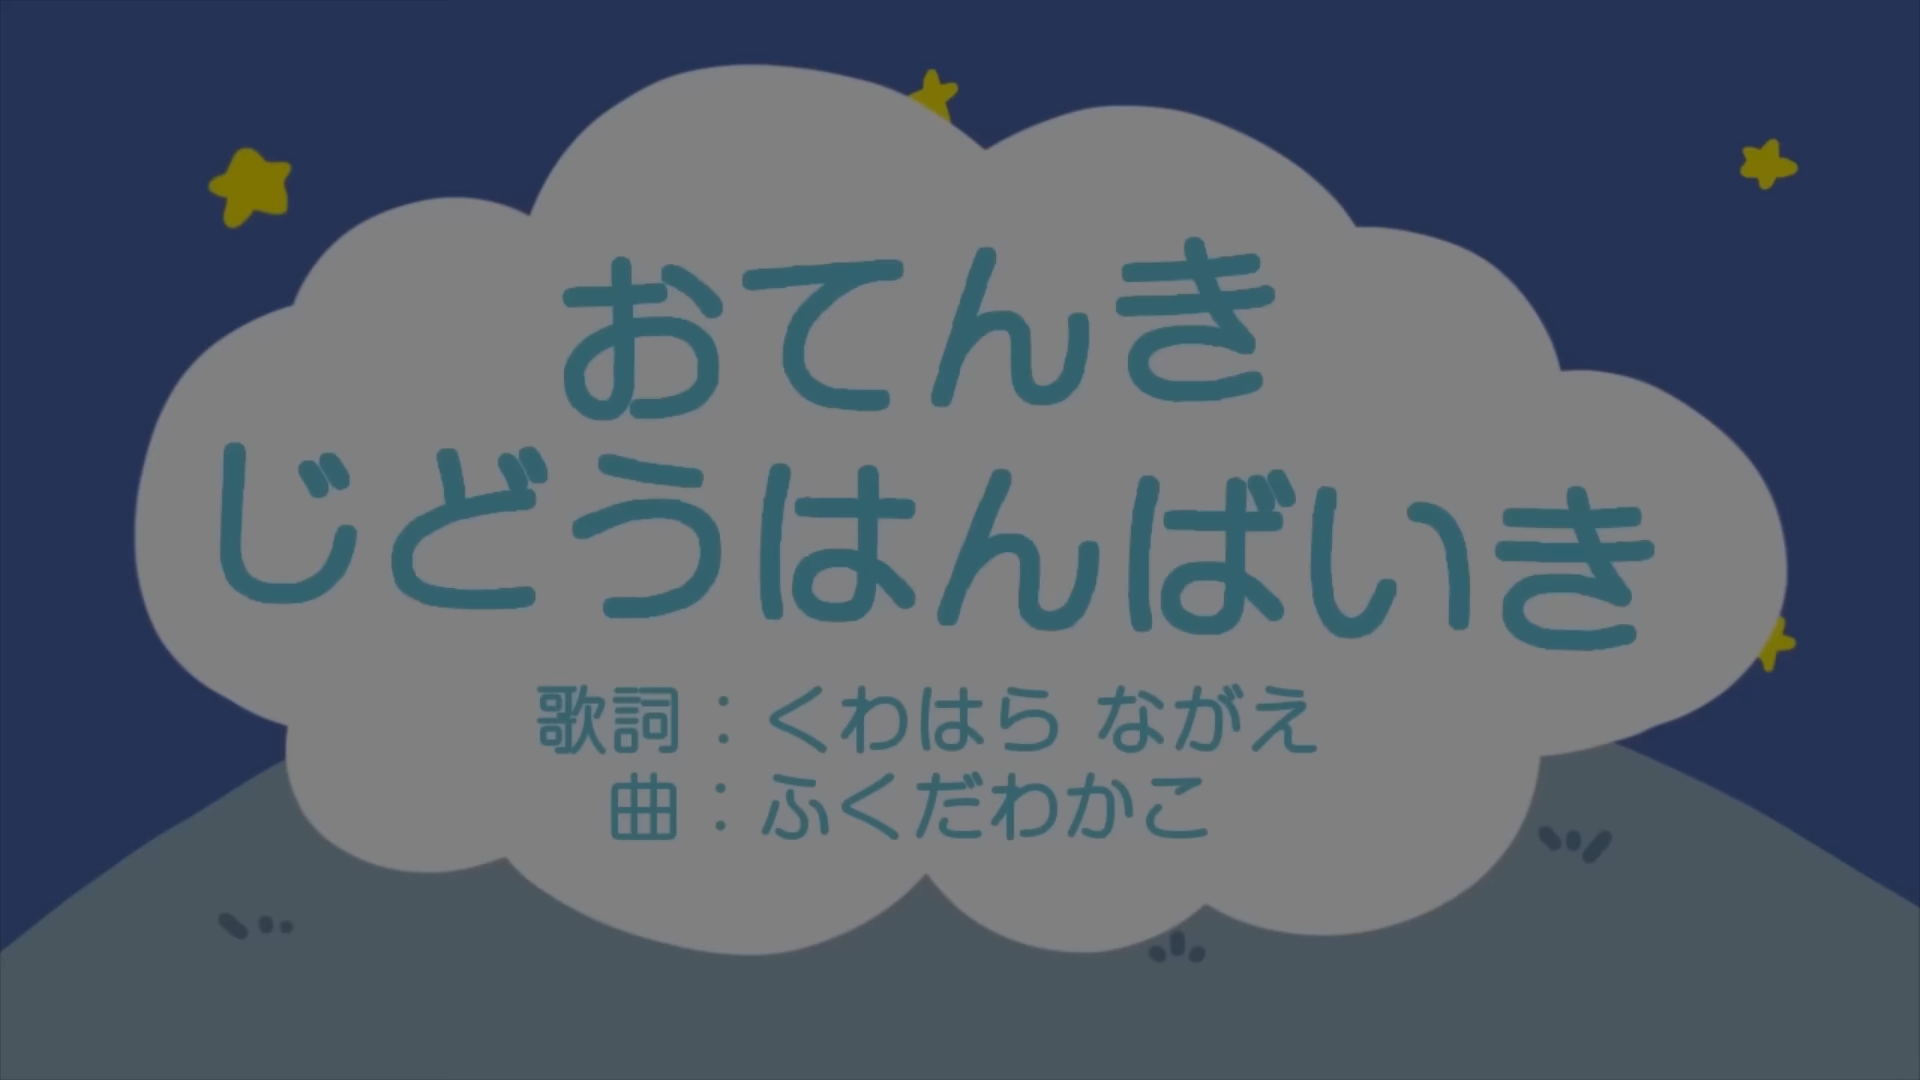 おてんき
じどうはんばいき
歌詞：くわはら ながえ
曲：ふくだわかこ